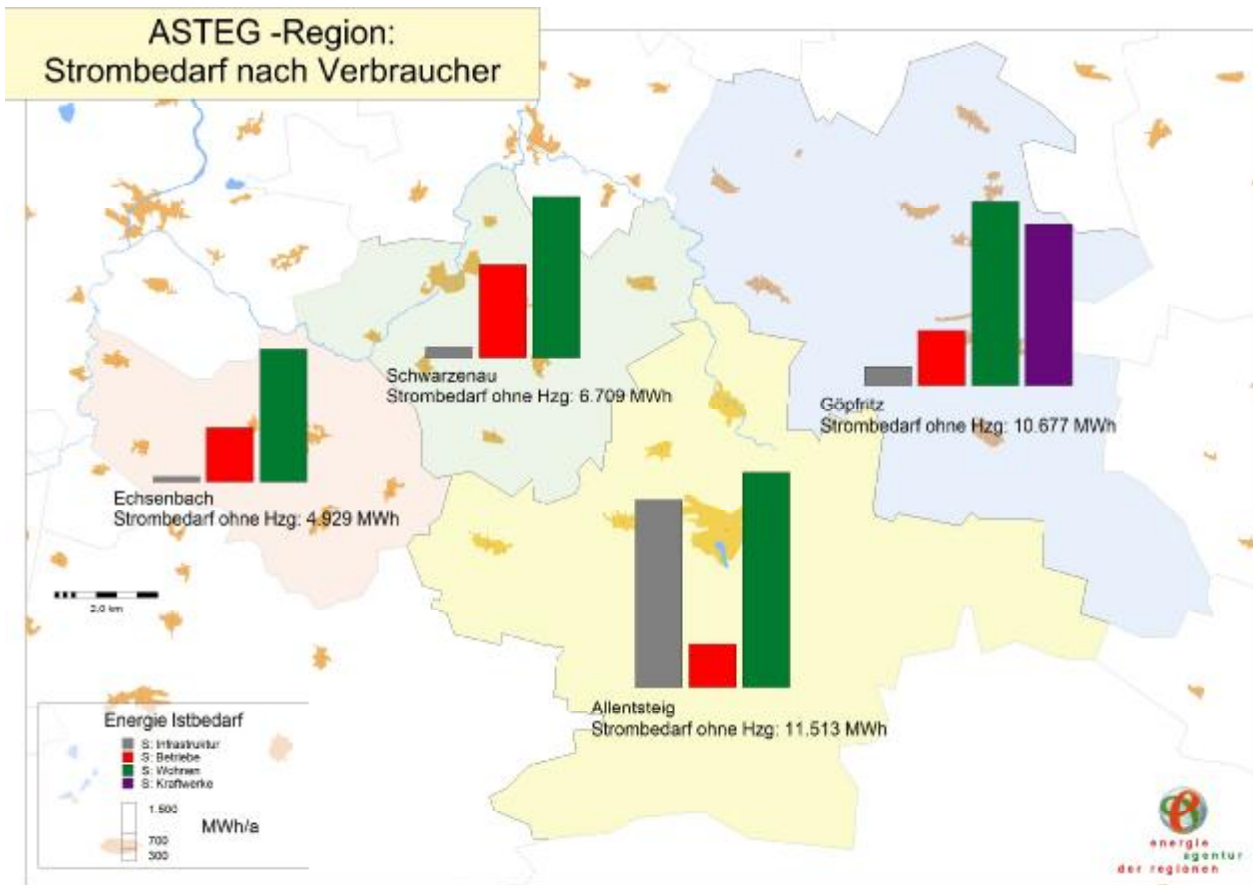 ASTEG -Region:
Strombedarf nach Verbraucher
Schwarzenau
Strombedarf ohne Hzg: 6.709 MWh
Göpfritz
Strombedarf ohne Hzg: 10.677 MWh
Echsenbach
Strombedarf ohne Hzg: 4.929 MWh
2,0 km
Allentsteig
Strombedarf ohne Hzg: 11.513 MWh
Energie Istbedarf
S: Infrastruktur
S: Betriebe
S: Wohnen
S: Kraftwerke
1.500
MWh/a
700
300
energie
agentur
der regionen